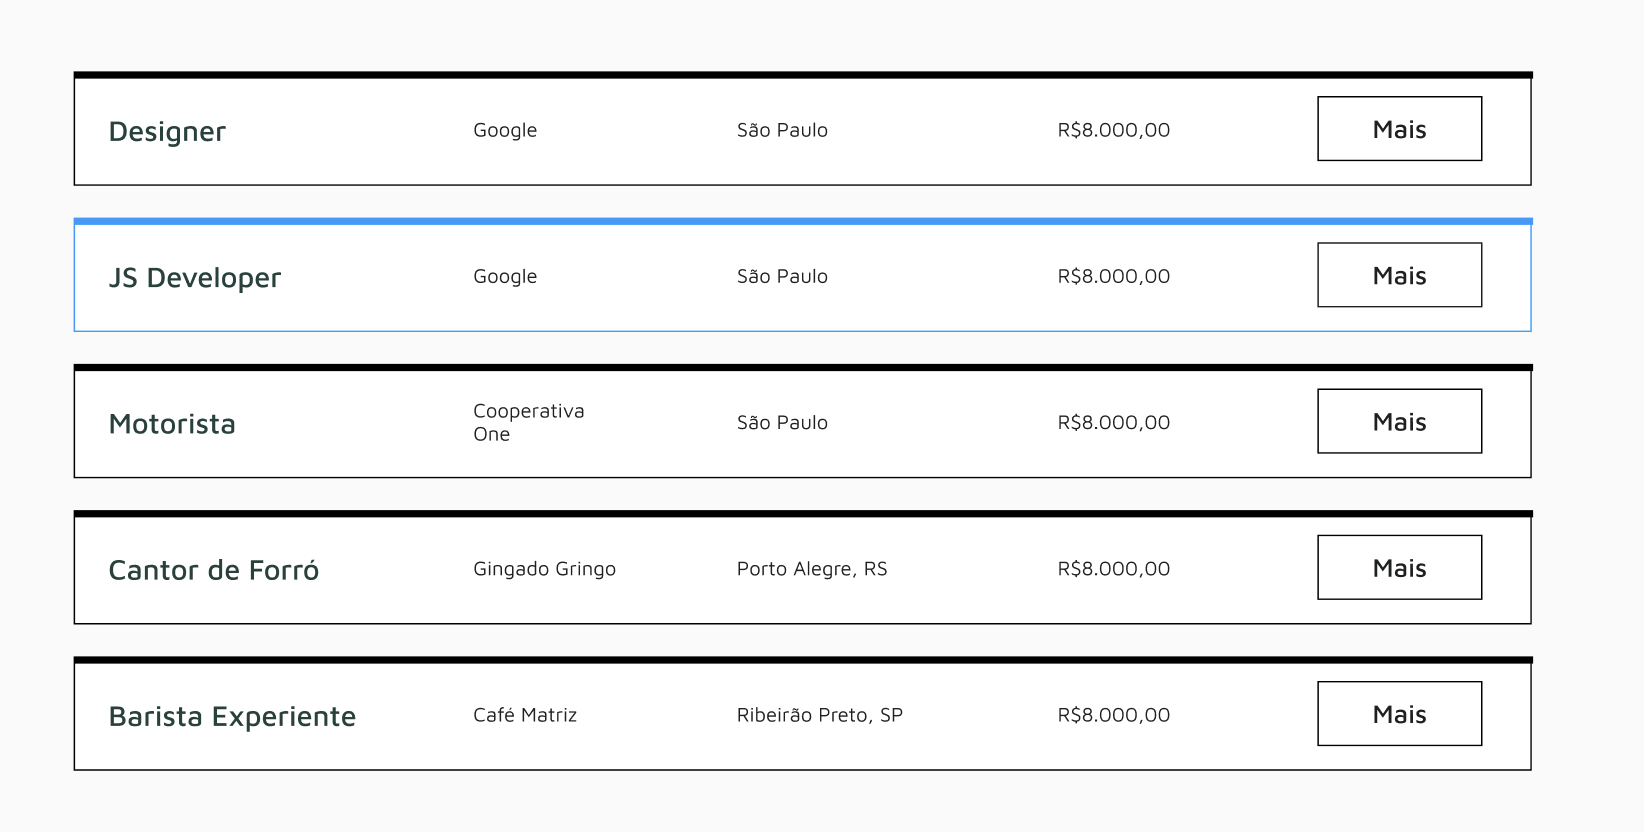 Designer Google São Paulo R$8.000,00 Mais
JS Developer Google São Paulo R$8.000,00 Mais
Motorista Cooperativa
One São Paulo R$8.000,00 Mais
Cantor de Forró Gingado Gringo Porto Alegre, RS R$8.000,00 Mais
Barista Experiente Café Matriz Ribeirão Preto, SP R$8.000,00 Mais